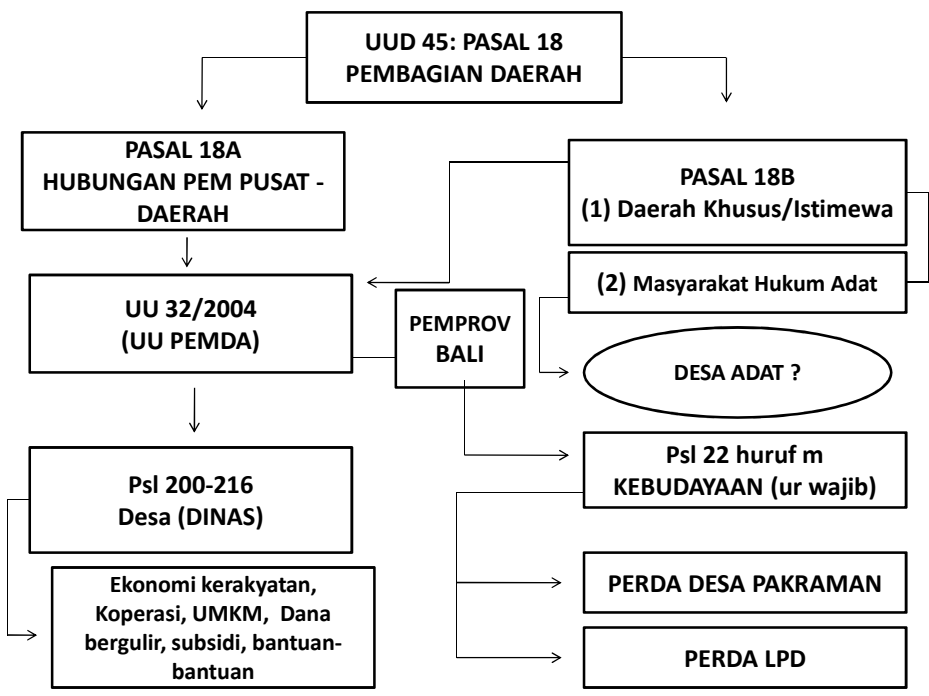 UUD 45: PASAL 18
PEMBAGIAN DAERAH
PASAL 18A
HUBUNGAN PEM PUSAT -
DAERAH
PASAL 18B
(1) Daerah Khusus/Istimewa
(2) Masyarakat Hukum Adat
UU 32/2004
(UU PEMDA)
PEMPROV
BALI
DESA ADAT ?
Psl 22 huruf m
KEBUDAYAAN (ur wajib)
Psl 200-216
Desa (DINAS)
Ekonomi kerakyatan,
Koperasi, UMKM, Dana
bergulir, subsidi, bantuan-
bantuan
PERDA DESA PAKRAMAN
PERDA LPD